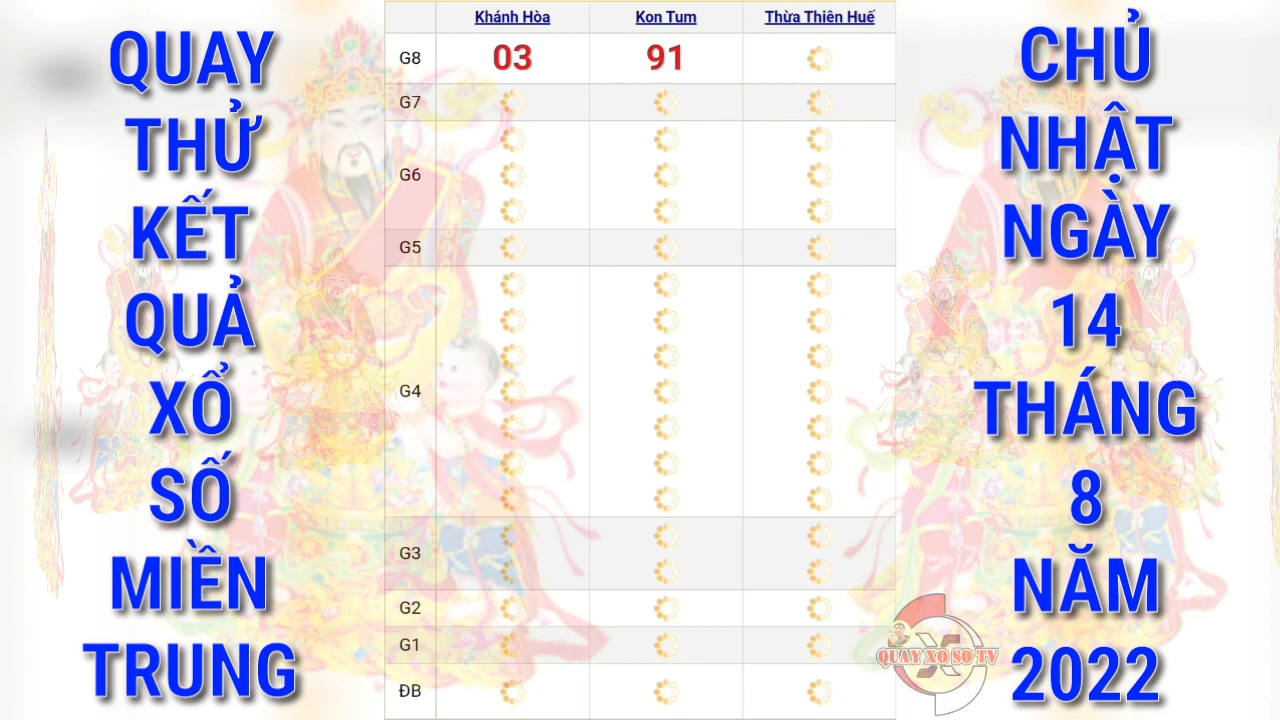 QUAY
THỬ
KẾT
QUẢ
XỔ
SỐ
MIỀN
TRUNG
Khánh Hòa Kon Tum Thừa Thiên Huế
G8 03 91
G7
G6
G5
G4
G3
G2
G1
ĐB
CHỦ
NHẬT
NGÀY
14
THÁNG
8
NĂM
2022
QUAY XO SO TV